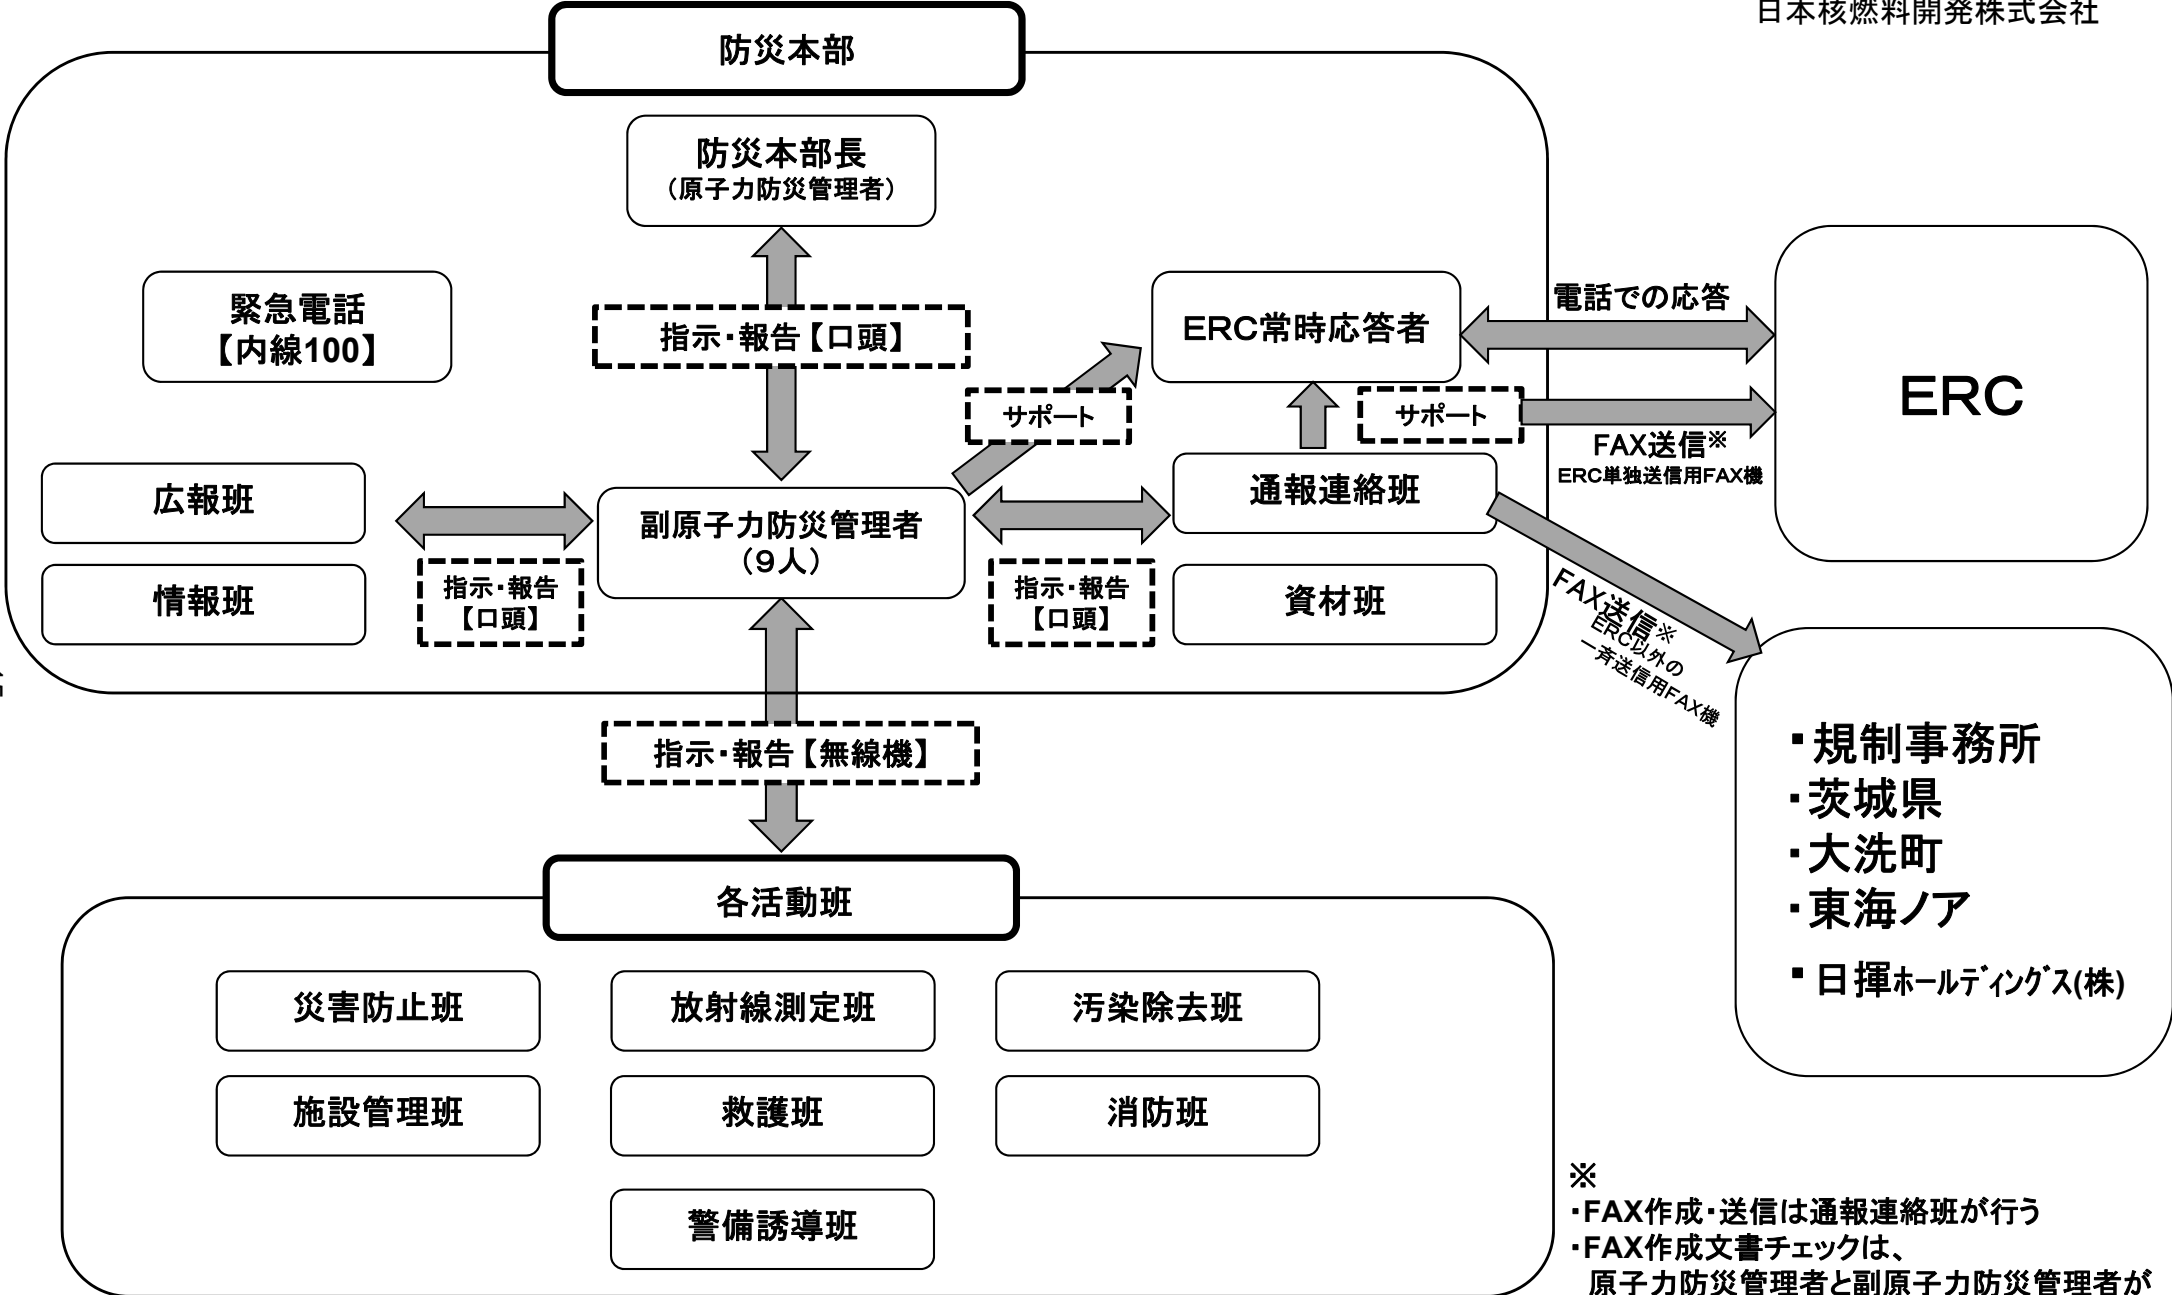 日本核燃料開発株式会社
防災本部
防災本部長
（原子力防災管理者）
緊急電話
【内線100】
指示・報告【口頭】
ERC常時応答者
電話での応答
ERC
サポート
サポート
FAX送信※
ERC単独送信用FAX機
広報班
情報班
指示・報告
【口頭】
副原子力防災管理者
（9人）
指示・報告
【口頭】
通報連絡班
資材班
FAX送信※
ERC以外の
一斉送信用FAX機
指示・報告【無線機】
・規制事務所
・茨城県
・大洗町
・東海ノア
・日揮ﾎｰﾙﾃﾞｨﾝｸﾞｽ(株)
各活動班
災害防止班
放射線測定班
汚染除去班
施設管理班
救護班
消防班
警備誘導班
※
・FAX作成・送信は通報連絡班が行う
・FAX作成文書チェックは、
原子力防災管理者と副原子力防災管理者が